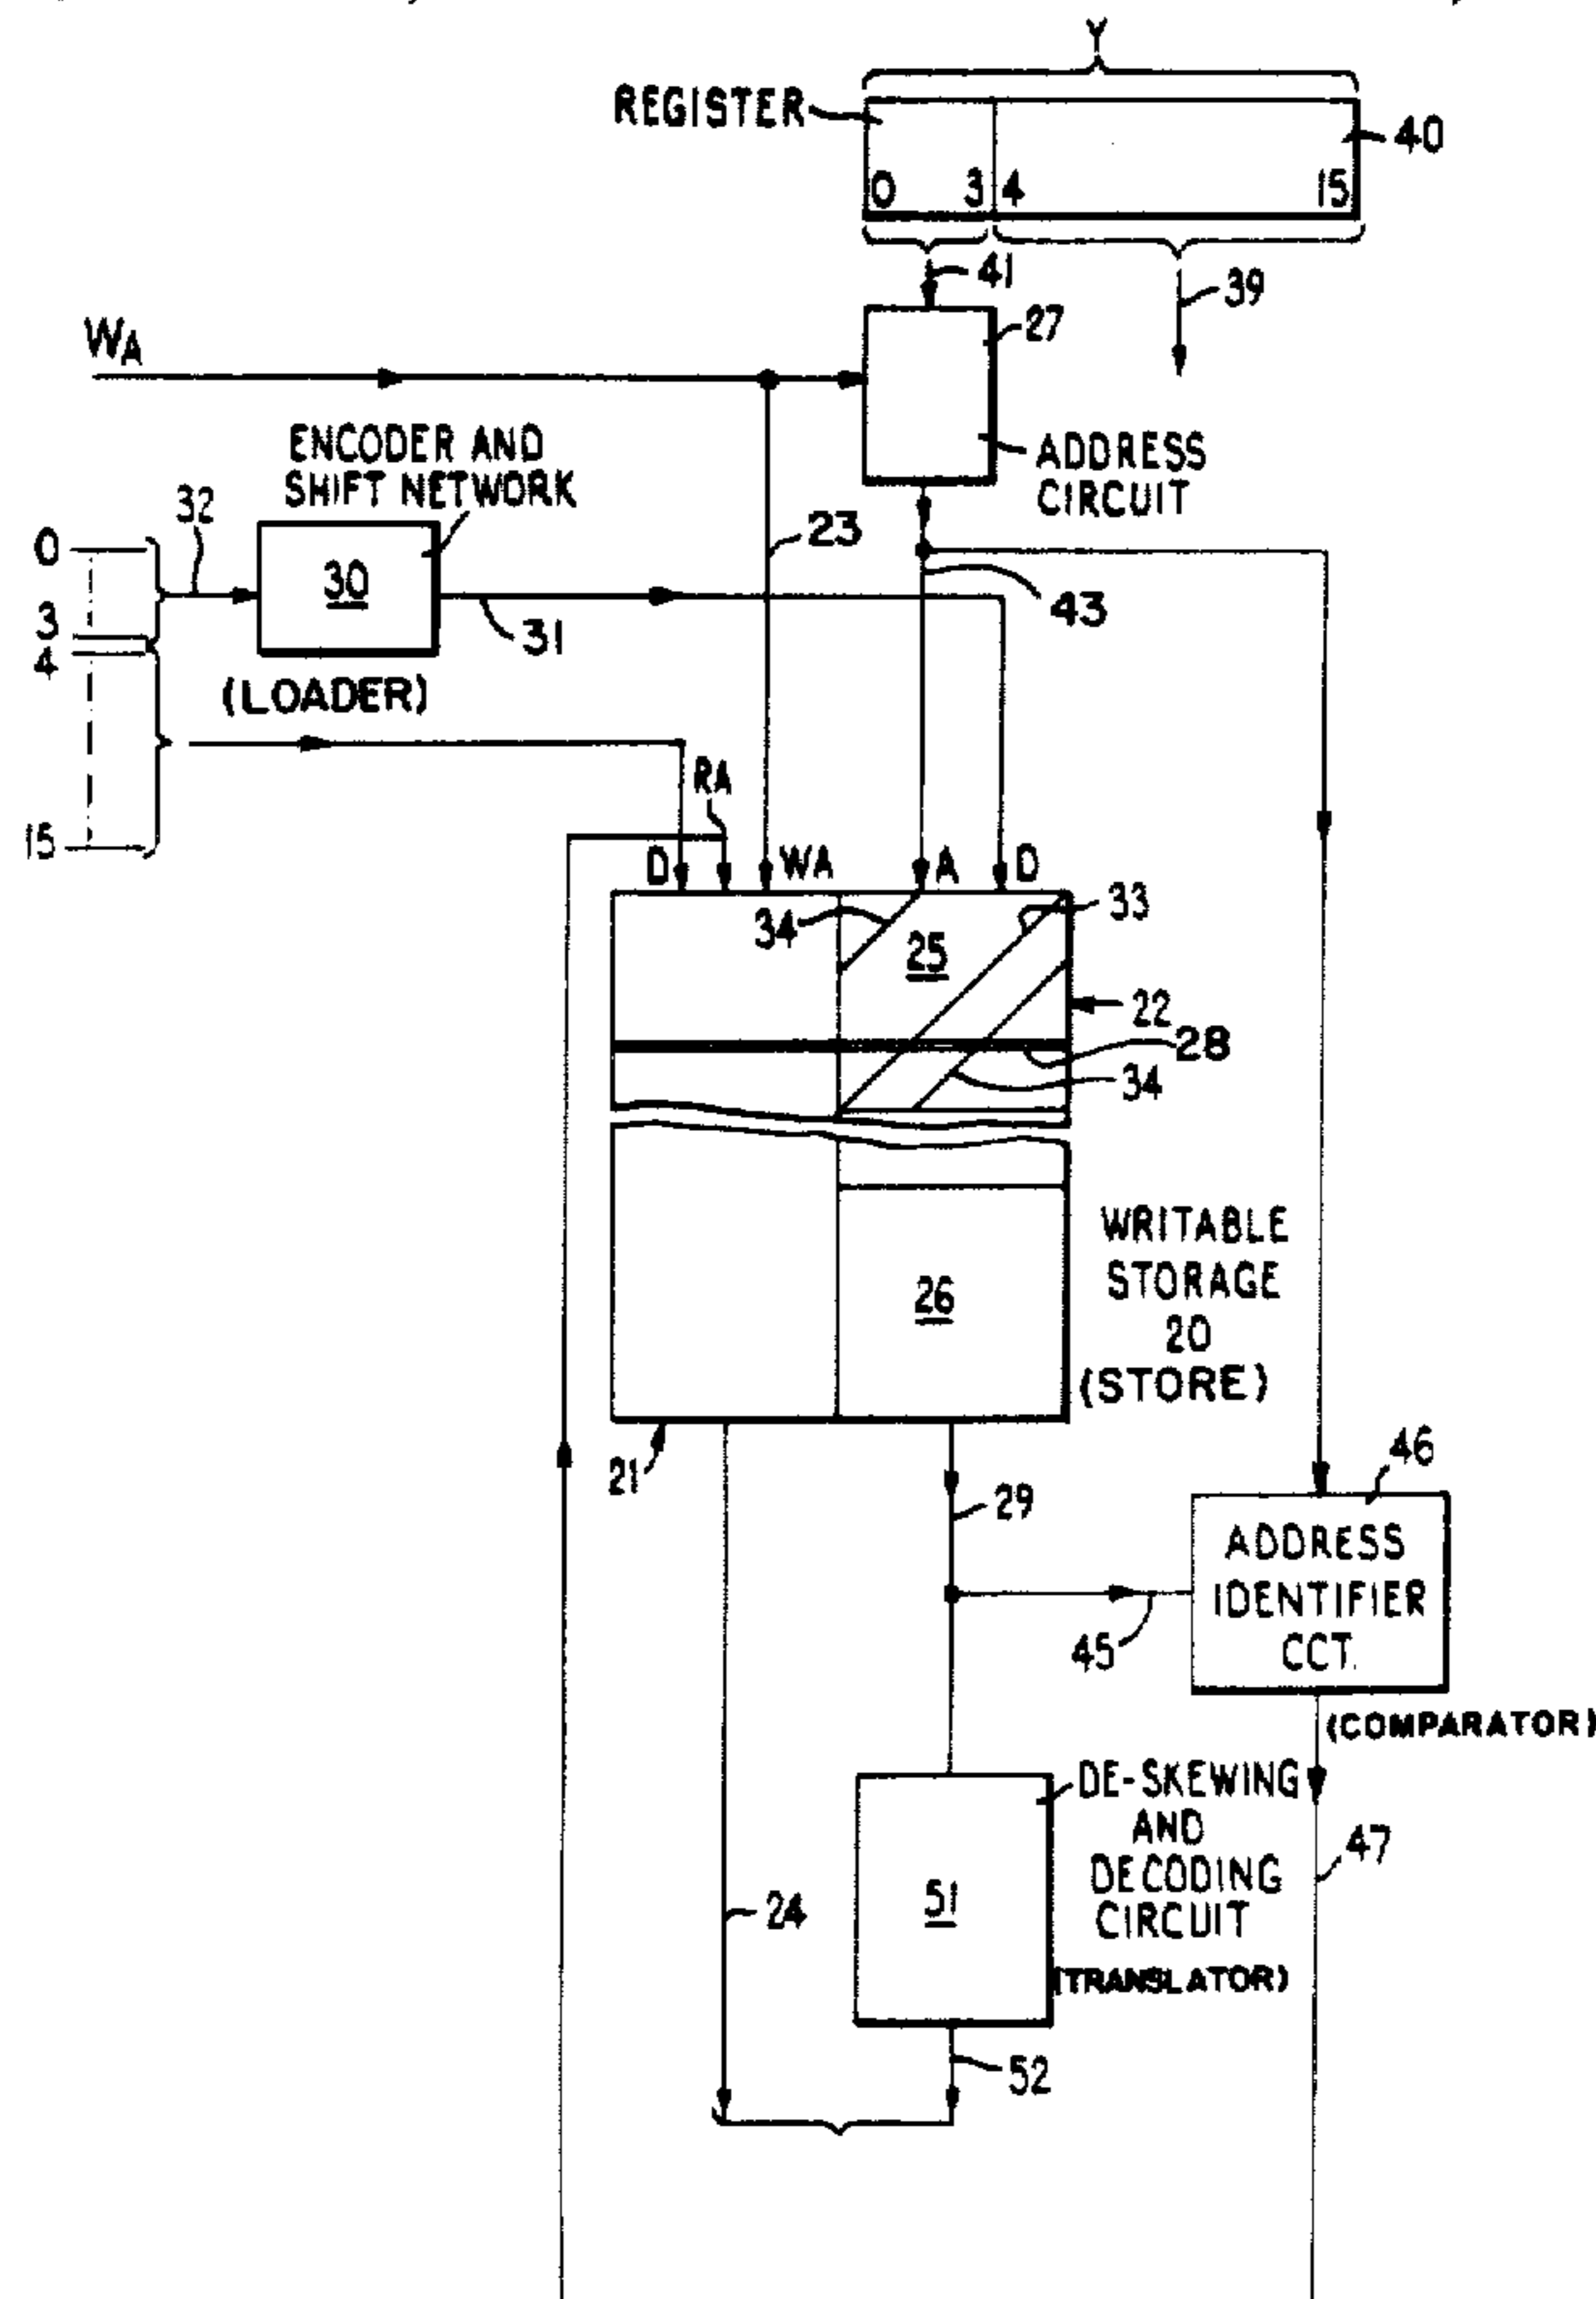 Y
REGISTER
40
0 3 4 15
41
39
27
WA
ENCODER AND
SHIFT NETWORK
ADDRESS
CIRCUIT
32
23
0
30
43
3
31
4
(LOADER)
RA
15
D WA A D
34
33
25
22
28
34
WRITABLE
STORAGE
20
(STORE)
26
21
46
29
ADDRESS
IDENTIFIER
CCT.
45
(COMPARATOR)
DE-SKEWING
AND
DECODING
CIRCUIT
(TRANSLATOR)
47
51
24
52